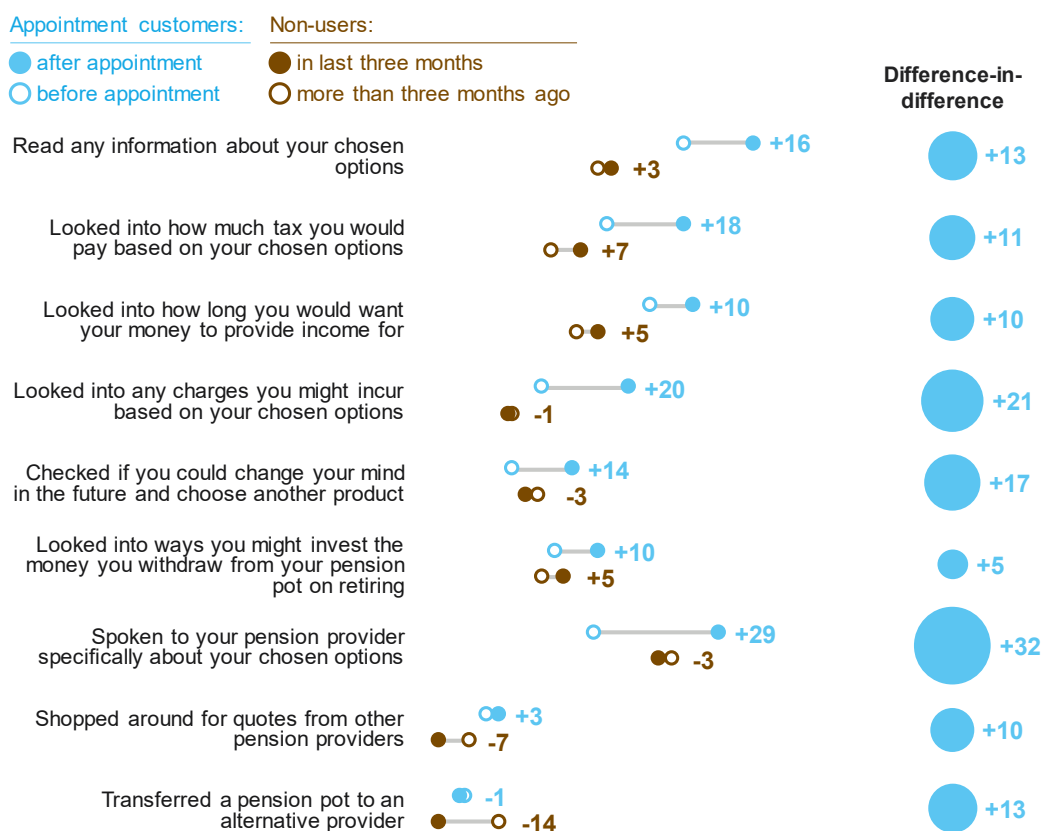 Appointment customers: Non-users:
after appointment in last three months
before appointment more than three months ago
Difference-in-
difference
Read any information about your chosen
options
+16
+3
+13
Looked into how much tax you would
pay based on your chosen options
+18
+7
+11
Looked into how long you would want
your money to provide income for
+10
+5
+10
Looked into any charges you might incur
based on your chosen options
+20
-1
+21
Checked if you could change your mind
in the future and choose another product
+14
-3
+17
Looked into ways you might invest the
money you withdraw from your pension
pot on retiring
+10
+5
+5
Spoken to your pension provider
specifically about your chosen options
+29
-3
+32
Shopped around for quotes from other
pension providers
+3
-7
+10
Transferred a pension pot to an
alternative provider
-1
-14
+13